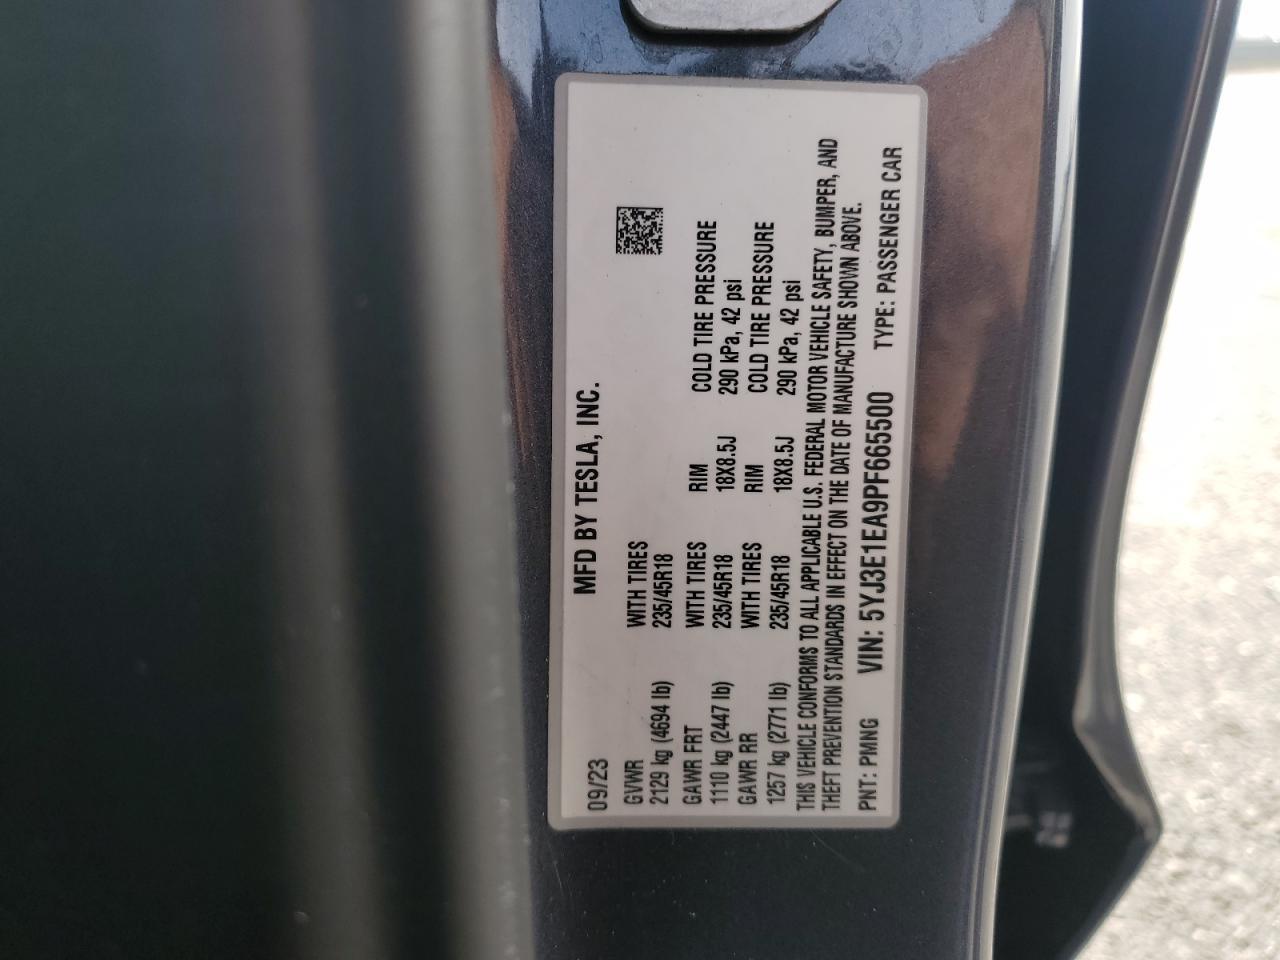 MFD BY TESLA, INC.
09/23
GVWR WITH TIRES
2129 kg (4694 lb) 235/45R18
GAWR FRT WITH TIRES RIM COLD TIRE PRESSURE
1110 kg (2447 lb) 235/45R18 18X8.5J 290 kPa, 42 psi
GAWR RR WITH TIRES RIM COLD TIRE PRESSURE
1257 kg (2771 lb) 235/45R18 18X8.5J 290 kPa, 42 psi
THIS VEHICLE CONFORMS TO ALL APPLICABLE U.S. FEDERAL MOTOR VEHICLE SAFETY, BUMPER, AND
THEFT PREVENTION STANDARDS IN EFFECT ON THE DATE OF MANUFACTURE SHOWN ABOVE.
PNT: PMNG VIN: 5YJ3E1EA9PF665500 TYPE: PASSENGER CAR